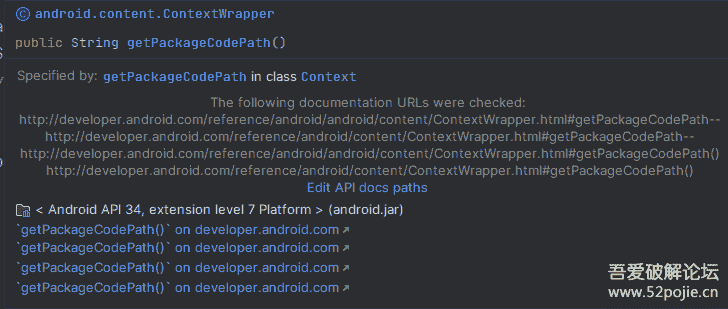 android.content.ContextWrapper
public String getPackageCodePath()
Specified by: getPackageCodePath in class Context
The following documentation URLs were checked:
http://developer.android.com/reference/android/android/content/ContextWrapper.html#getPackageCodePath--
http://developer.android.com/reference/android/content/ContextWrapper.html#getPackageCodePath--
http://developer.android.com/reference/android/android/content/ContextWrapper.html#getPackageCodePath()
http://developer.android.com/reference/android/content/ContextWrapper.html#getPackageCodePath()
Edit API docs paths
< Android API 34, extension level 7 Platform > (android.jar)
`getPackageCodePath()` on developer.android.com
`getPackageCodePath()` on developer.android.com
`getPackageCodePath()` on developer.android.com
`getPackageCodePath()` on developer.android.com
吾爱破解论坛
www.52pojie.cn